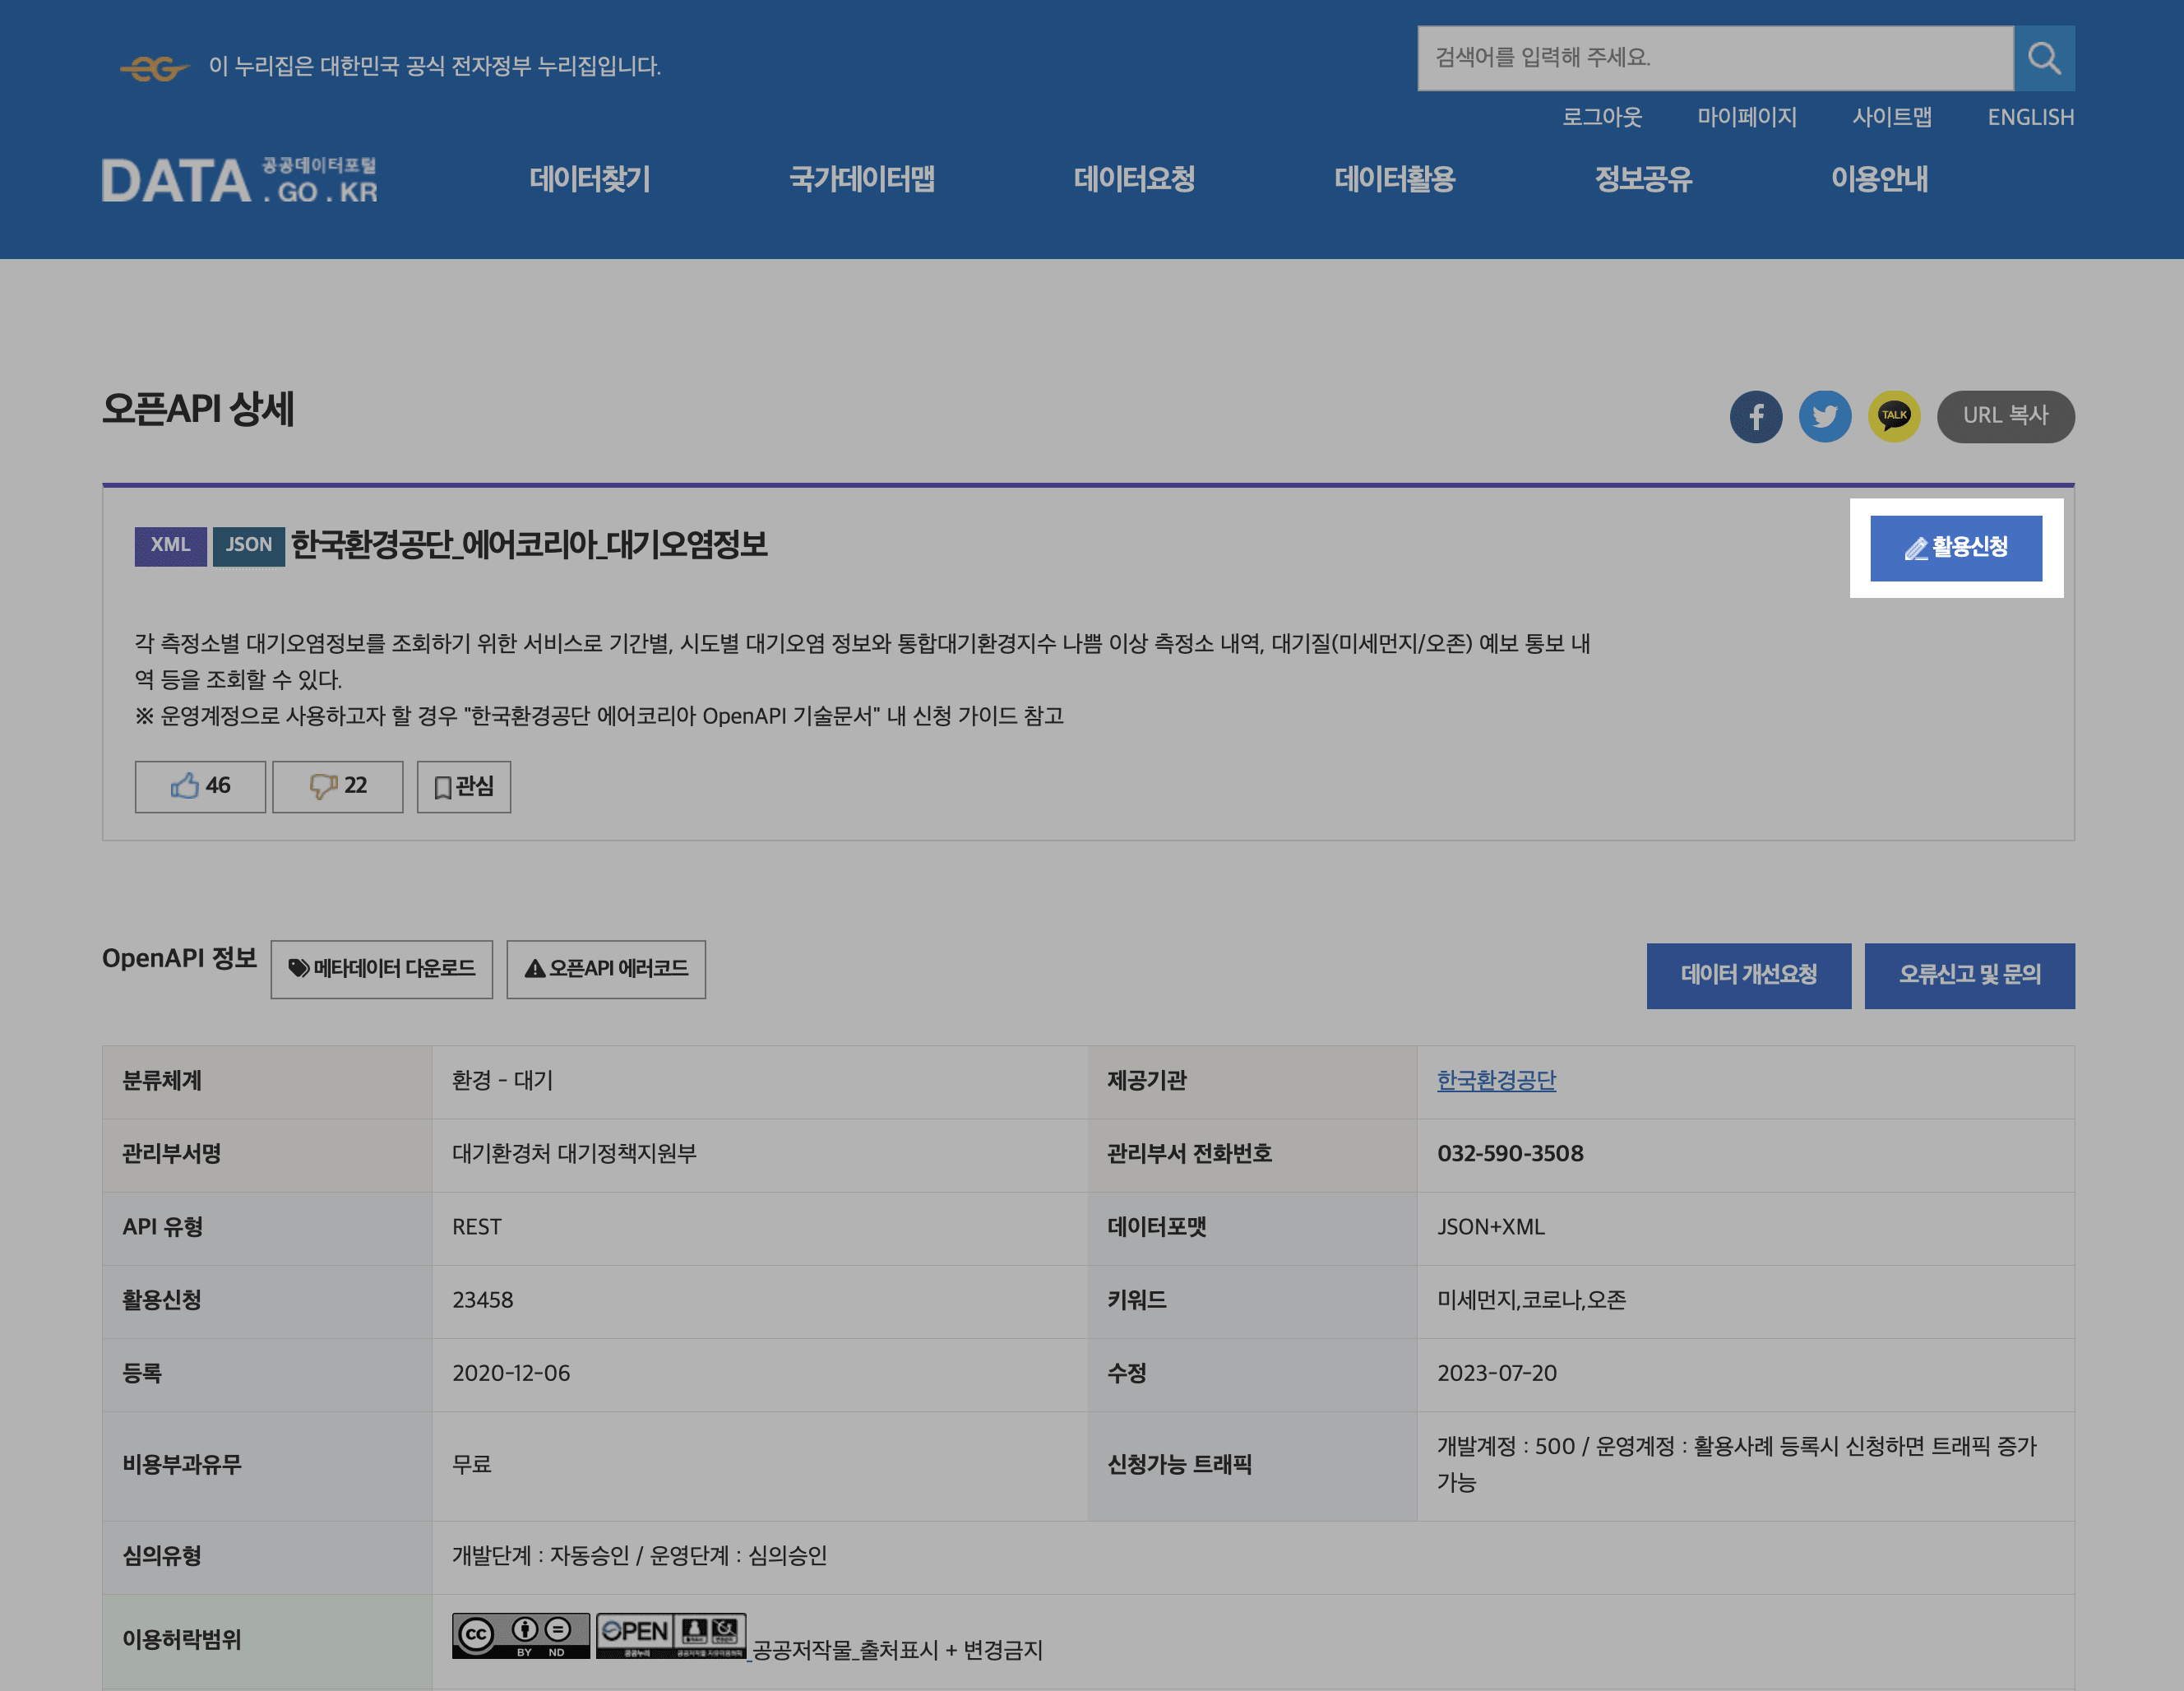 이 누리집은 대한민국 공식 전자정부 누리집입니다.
검색어를 입력해 주세요.
로그아웃 마이페이지 사이트맵 ENGLISH
DATA 공공데이터포털 .GO.KR
데이터찾기 국가데이터맵 데이터요청 데이터활용 정보공유 이용안내
오픈API 상세
TALK
URL 복사
XML JSON 한국환경공단_에어코리아_대기오염정보
활용신청
각 측정소별 대기오염정보를 조회하기 위한 서비스로 기간별, 시도별 대기오염 정보와 통합대기환경지수 나쁨 이상 측정소 내역, 대기질(미세먼지/오존) 예보 통보 내
역 등을 조회할 수 있다.
※ 운영계정으로 사용하고자 할 경우 "한국환경공단 에어코리아 OpenAPI 기술문서" 내 신청 가이드 참고
46 22 관심
OpenAPI 정보 메타데이터 다운로드 오픈API 에러코드
데이터 개선요청 오류신고 및 문의
분류체계 환경 - 대기 제공기관 한국환경공단
관리부서명 대기환경처 대기정책지원부 관리부서 전화번호 032-590-3508
API 유형 REST 데이터포맷 JSON+XML
활용신청 23458 키워드 미세먼지,코로나,오존
등록 2020-12-06 수정 2023-07-20
비용부과유무 무료 신청가능 트래픽 개발계정 : 500 / 운영계정 : 활용사례 등록시 신청하면 트래픽 증가
가능
심의유형 개발단계 : 자동승인 / 운영단계 : 심의승인
이용허락범위 cc BY ND OPEN 공공누리 공공저작물_출처표시 + 변경금지